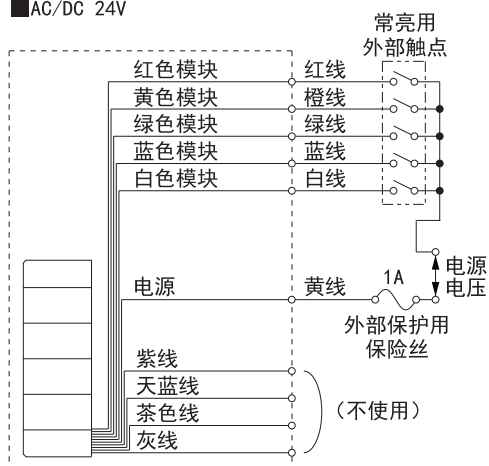 ■AC/DC 24V
常亮用
外部触点
红色模块 红线
黄色模块 橙线
绿色模块 绿线
蓝色模块 蓝线
白色模块 白线
电源 黄线 1A
电源
电压
外部保护用
保险丝
紫线
天蓝线
茶色线
灰线
（不使用）